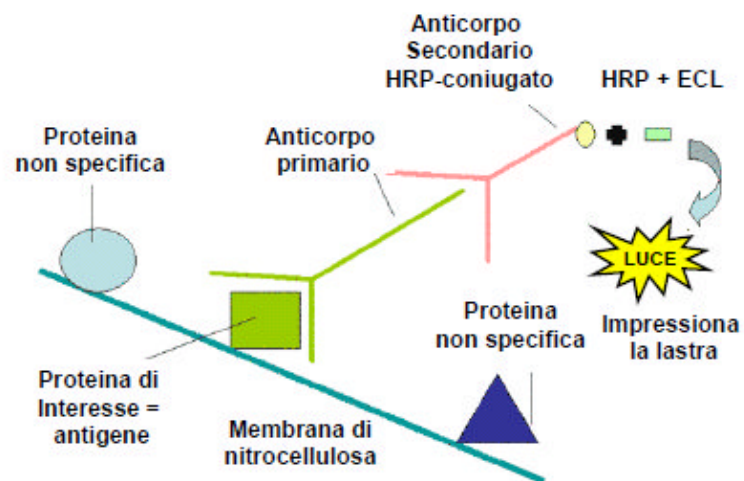 Anticorpo
Secondario
HRP-coniugato
HRP + ECL
Proteina
non specifica
Anticorpo
primario
LUCE
Impressiona
la lastra
Proteina
non specifica
Proteina di
Interesse =
antigene
Membrana di
nitrocellulosa